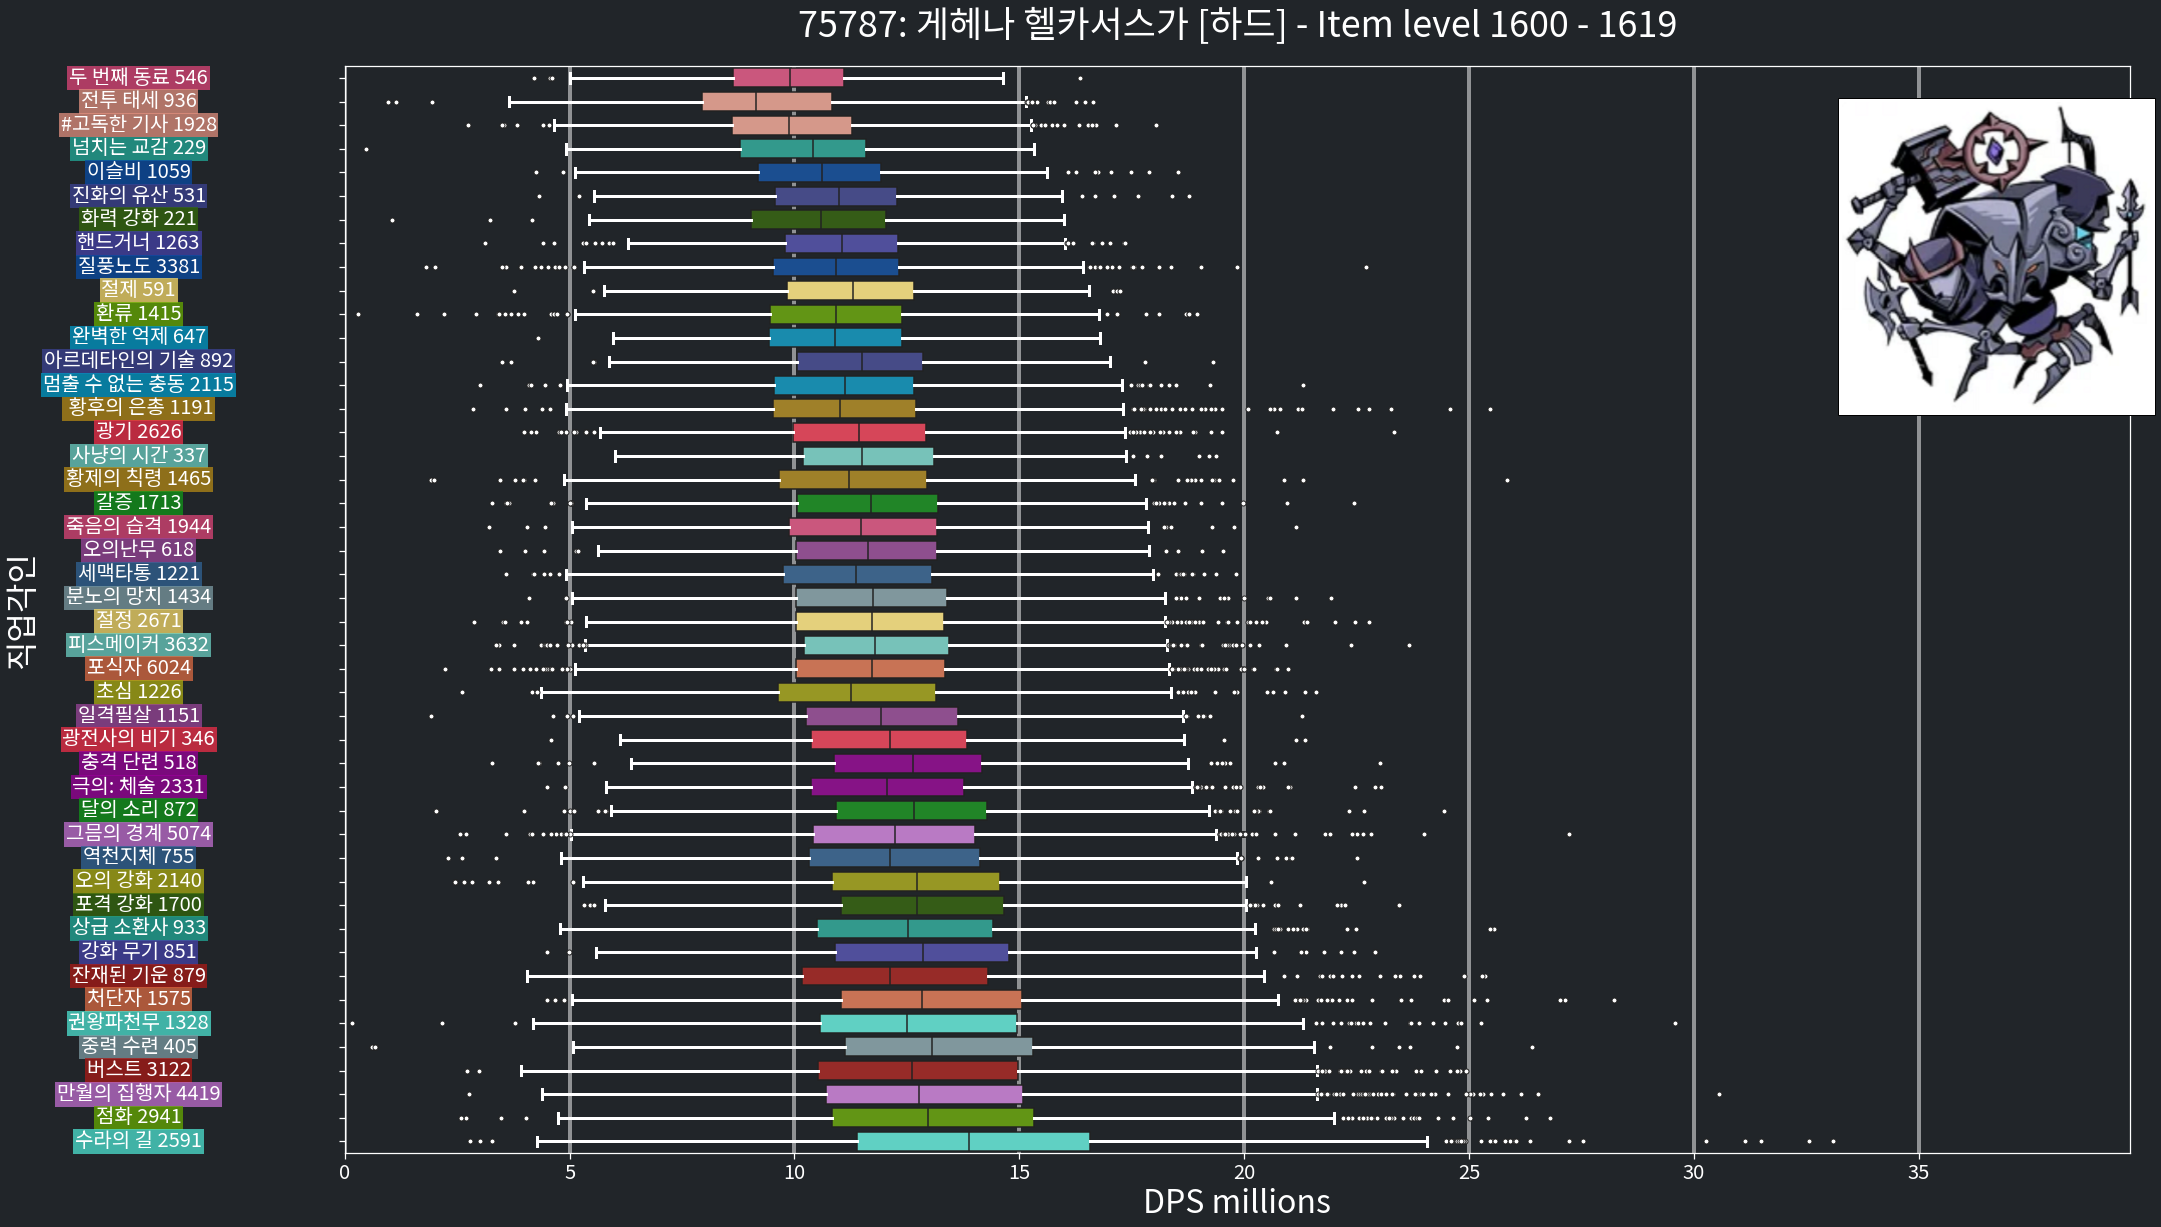 75787: 게헤나 헬카서스가 [하드] - Item level 1600 - 1619
두 번째 동료 546
전투 태세 936
#고독한 기사 1928
넘치는 교감 229
이슬비 1059
진화의 유산 531
화력 강화 221
핸드거너 1263
질풍노도 3381
절제 591
환류 1415
완벽한 억제 647
아르데타인의 기술 892
멈출 수 없는 충동 2115
황후의 은총 1191
광기 2626
사냥의 시간 337
황제의 칙령 1465
갈증 1713
죽음의 습격 1944
오의난무 618
세맥타통 1221
분노의 망치 1434
절정 2671
피스메이커 3632
포식자 6024
초심 1226
일격필살 1151
광전사의 비기 346
충격 단련 518
극의: 체술 2331
달의 소리 872
그믐의 경계 5074
역천지체 755
오의 강화 2140
포격 강화 1700
상급 소환사 933
강화 무기 851
잔재된 기운 879
처단자 1575
권왕파천무 1328
중력 수련 405
버스트 3122
만월의 집행자 4419
점화 2941
수라의 길 2591
직업각인
0 5 10 15 20 25 30 35
DPS millions